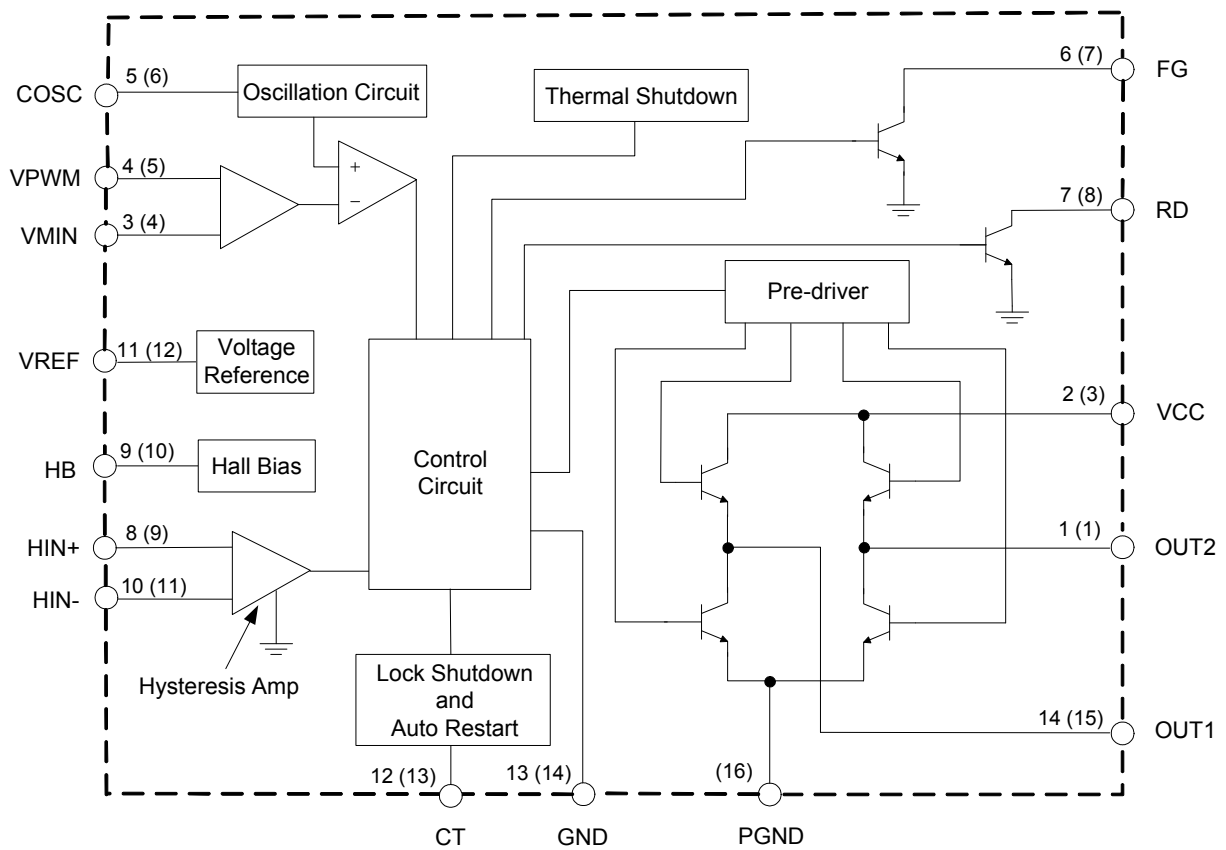 6 (7)
FG
5 (6)
COSC
Oscillation Circuit
Thermal Shutdown
+
−
4 (5)
VPWM
3 (4)
VMIN
7 (8)
RD
Pre-driver
11 (12)
VREF
Voltage
Reference
2 (3)
VCC
9 (10)
HB
Hall Bias
Control
Circuit
8 (9)
HIN+
10 (11)
HIN-
1 (1)
OUT2
Hysteresis Amp
Lock Shutdown
and
Auto Restart
14 (15)
OUT1
12 (13)
13 (14)
(16)
CT
GND
PGND